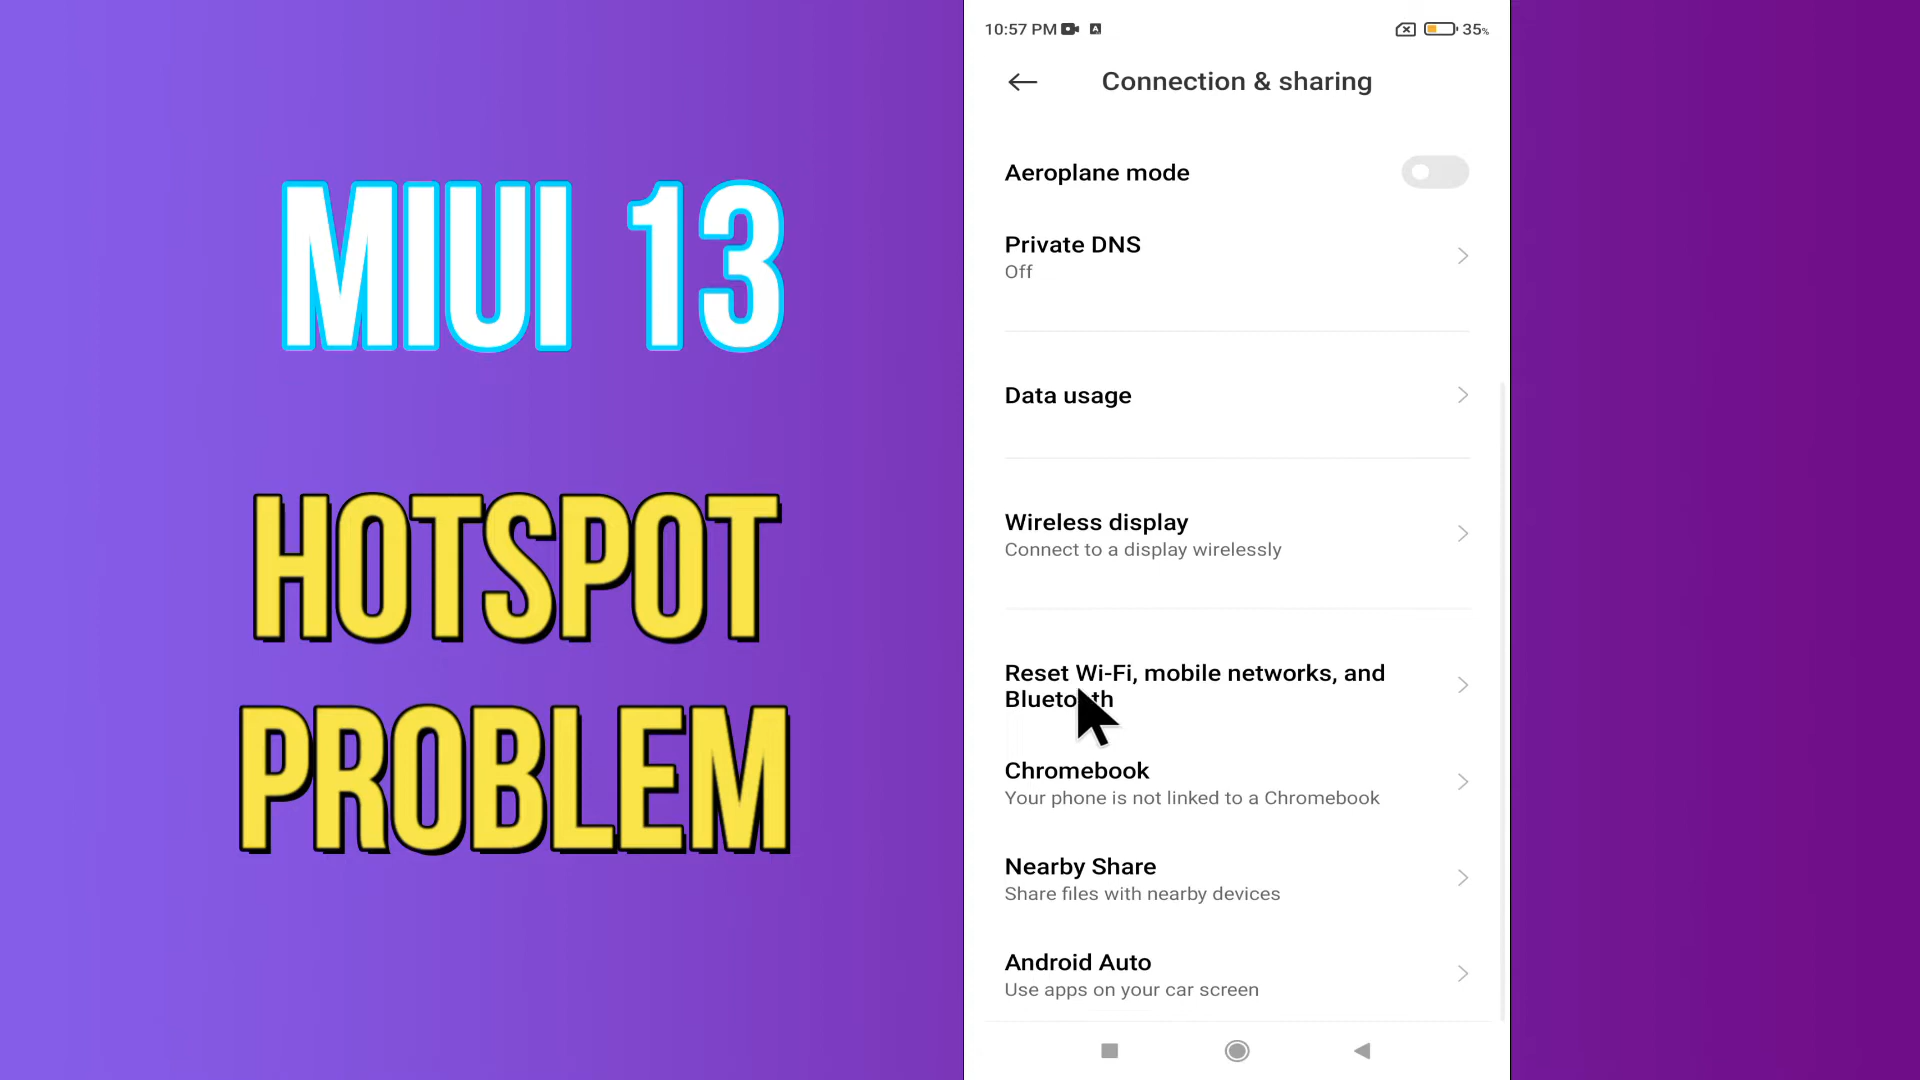 MIUI 13
HOTSPOT
PROBLEM
10:57 PM
35%
Connection & sharing
Aeroplane mode
Private DNS
Off
Data usage
Wireless display
Connect to a display wirelessly
Reset Wi-Fi, mobile networks, and
Bluetooth
Chromebook
Your phone is not linked to a Chromebook
Nearby Share
Share files with nearby devices
Android Auto
Use apps on your car screen